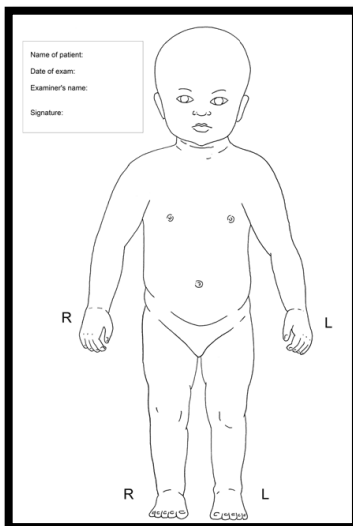 Name of patient:
Date of exam:
Examiner's name:
Signature:
R
L
R
L